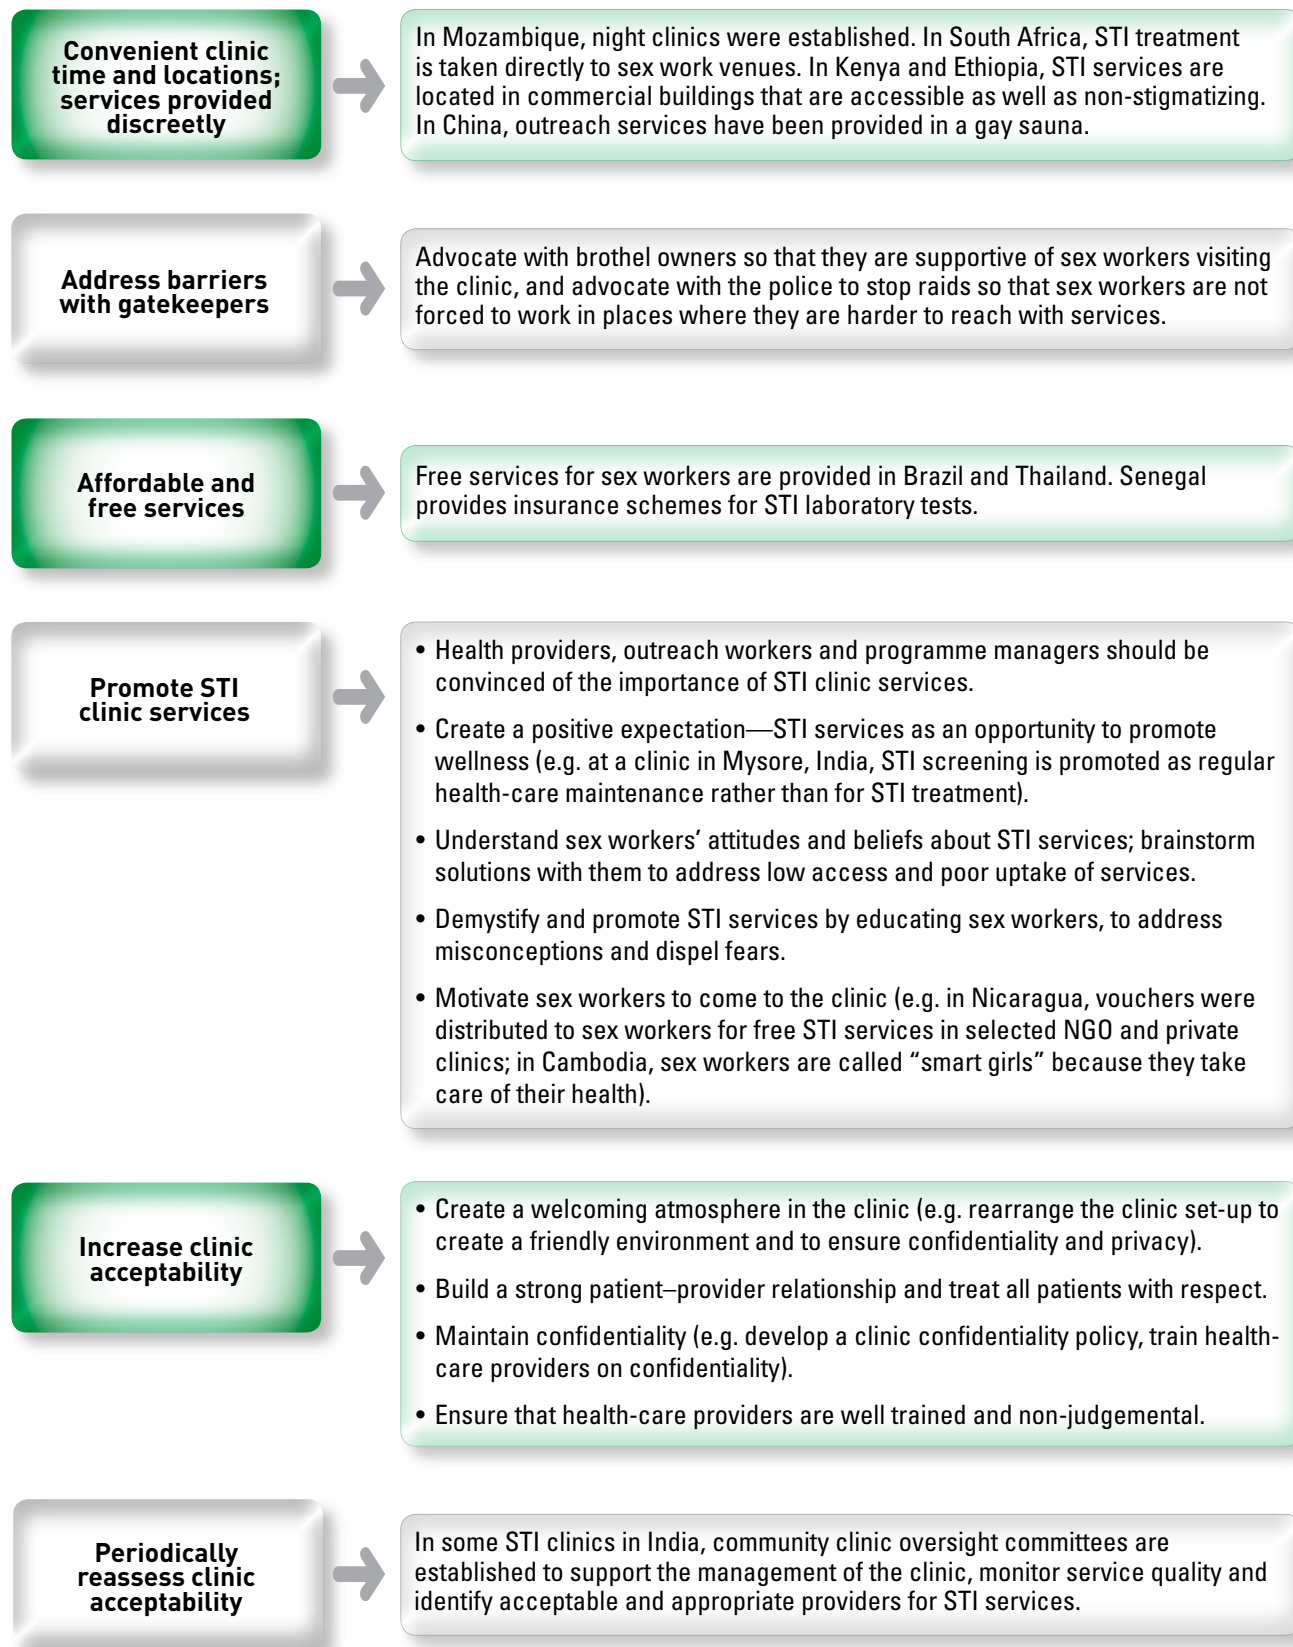 Convenient clinic
time and locations;
services provided
discreetly
In Mozambique, night clinics were established. In South Africa, STI treatment
is taken directly to sex work venues. In Kenya and Ethiopia, STI services are
located in commercial buildings that are accessible as well as non-stigmatizing.
In China, outreach services have been provided in a gay sauna.
Address barriers
with gatekeepers
Advocate with brothel owners so that they are supportive of sex workers visiting
the clinic, and advocate with the police to stop raids so that sex workers are not
forced to work in places where they are harder to reach with services.
Affordable and
free services
Free services for sex workers are provided in Brazil and Thailand. Senegal
provides insurance schemes for STI laboratory tests.
Promote STI
clinic services
• Health providers, outreach workers and programme managers should be
convinced of the importance of STI clinic services.
• Create a positive expectation—STI services as an opportunity to promote
wellness (e.g. at a clinic in Mysore, India, STI screening is promoted as regular
health-care maintenance rather than for STI treatment).
• Understand sex workers’ attitudes and beliefs about STI services; brainstorm
solutions with them to address low access and poor uptake of services.
• Demystify and promote STI services by educating sex workers, to address
misconceptions and dispel fears.
• Motivate sex workers to come to the clinic (e.g. in Nicaragua, vouchers were
distributed to sex workers for free STI services in selected NGO and private
clinics; in Cambodia, sex workers are called “smart girls” because they take
care of their health).
Increase clinic
acceptability
• Create a welcoming atmosphere in the clinic (e.g. rearrange the clinic set-up to
create a friendly environment and to ensure confidentiality and privacy).
• Build a strong patient–provider relationship and treat all patients with respect.
• Maintain confidentiality (e.g. develop a clinic confidentiality policy, train health-
care providers on confidentiality).
• Ensure that health-care providers are well trained and non-judgemental.
Periodically
reassess clinic
acceptability
In some STI clinics in India, community clinic oversight committees are
established to support the management of the clinic, monitor service quality and
identify acceptable and appropriate providers for STI services.